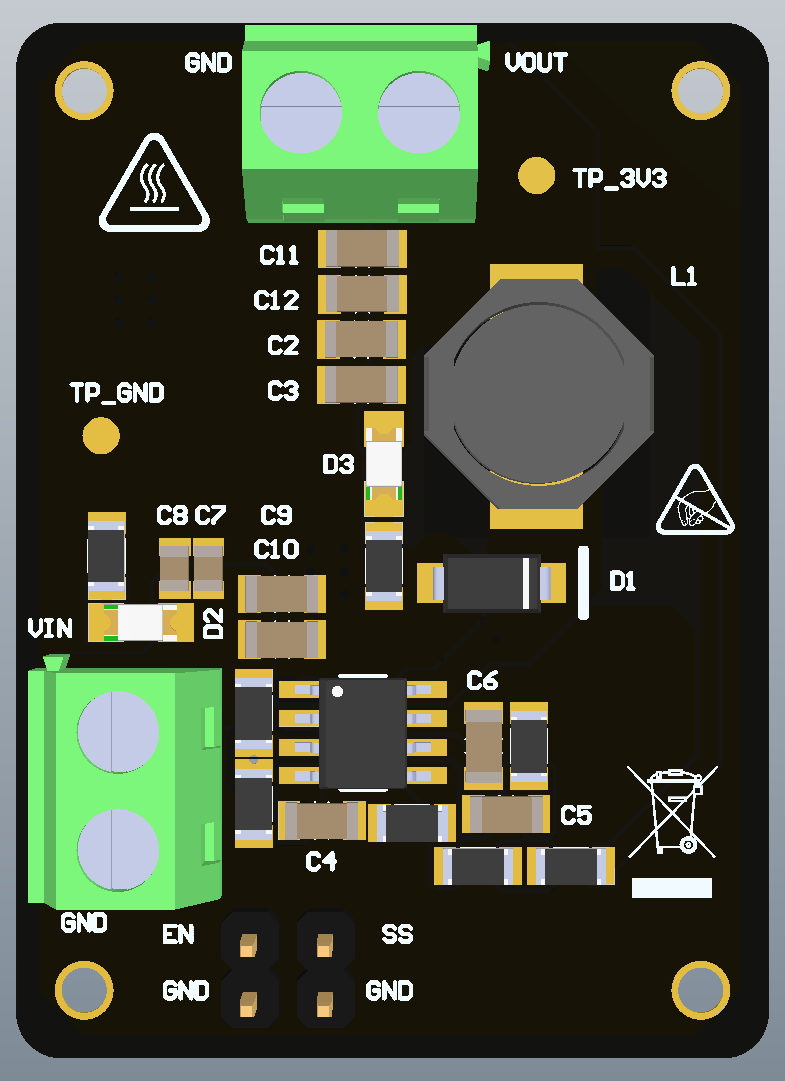 GND
VOUT
TP_3V3
C11
L1
C12
C2
C3
TP_GND
D3
C8 C7
C9
C10
D1
D2
VIN
C6
C5
C4
GND
EN
SS
GND
GND